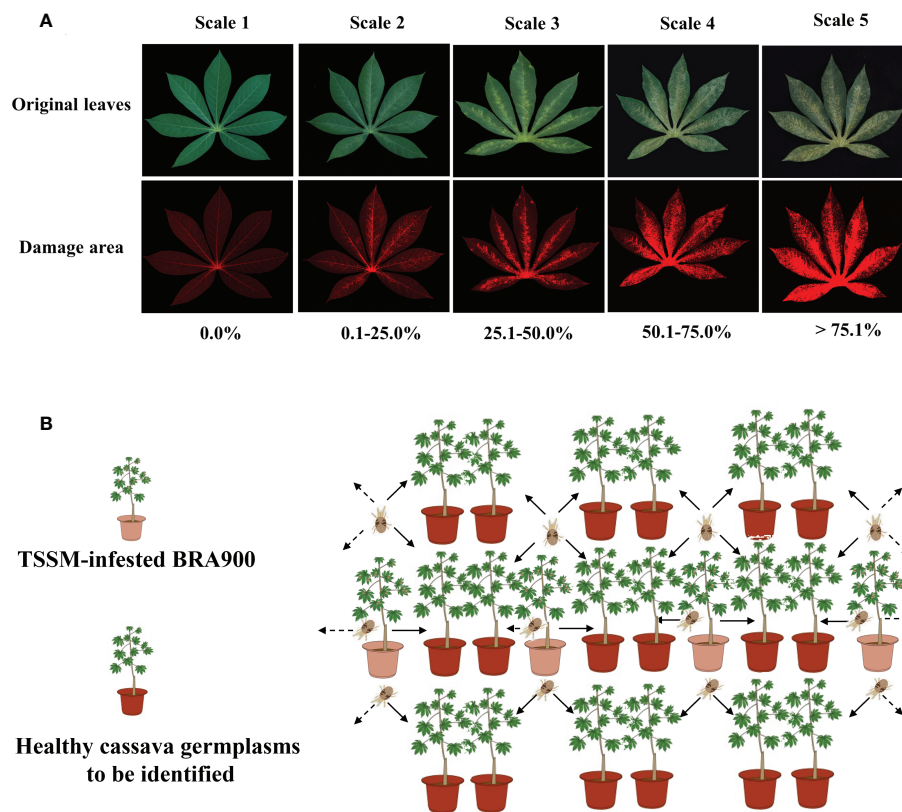 A
Scale 1 Scale 2 Scale 3 Scale 4 Scale 5
Original leaves
Damage area
0.0% 0.1-25.0% 25.1-50.0% 50.1-75.0% > 75.1%
B
TSSM-infested BRA900
Healthy cassava germplasms
to be identified